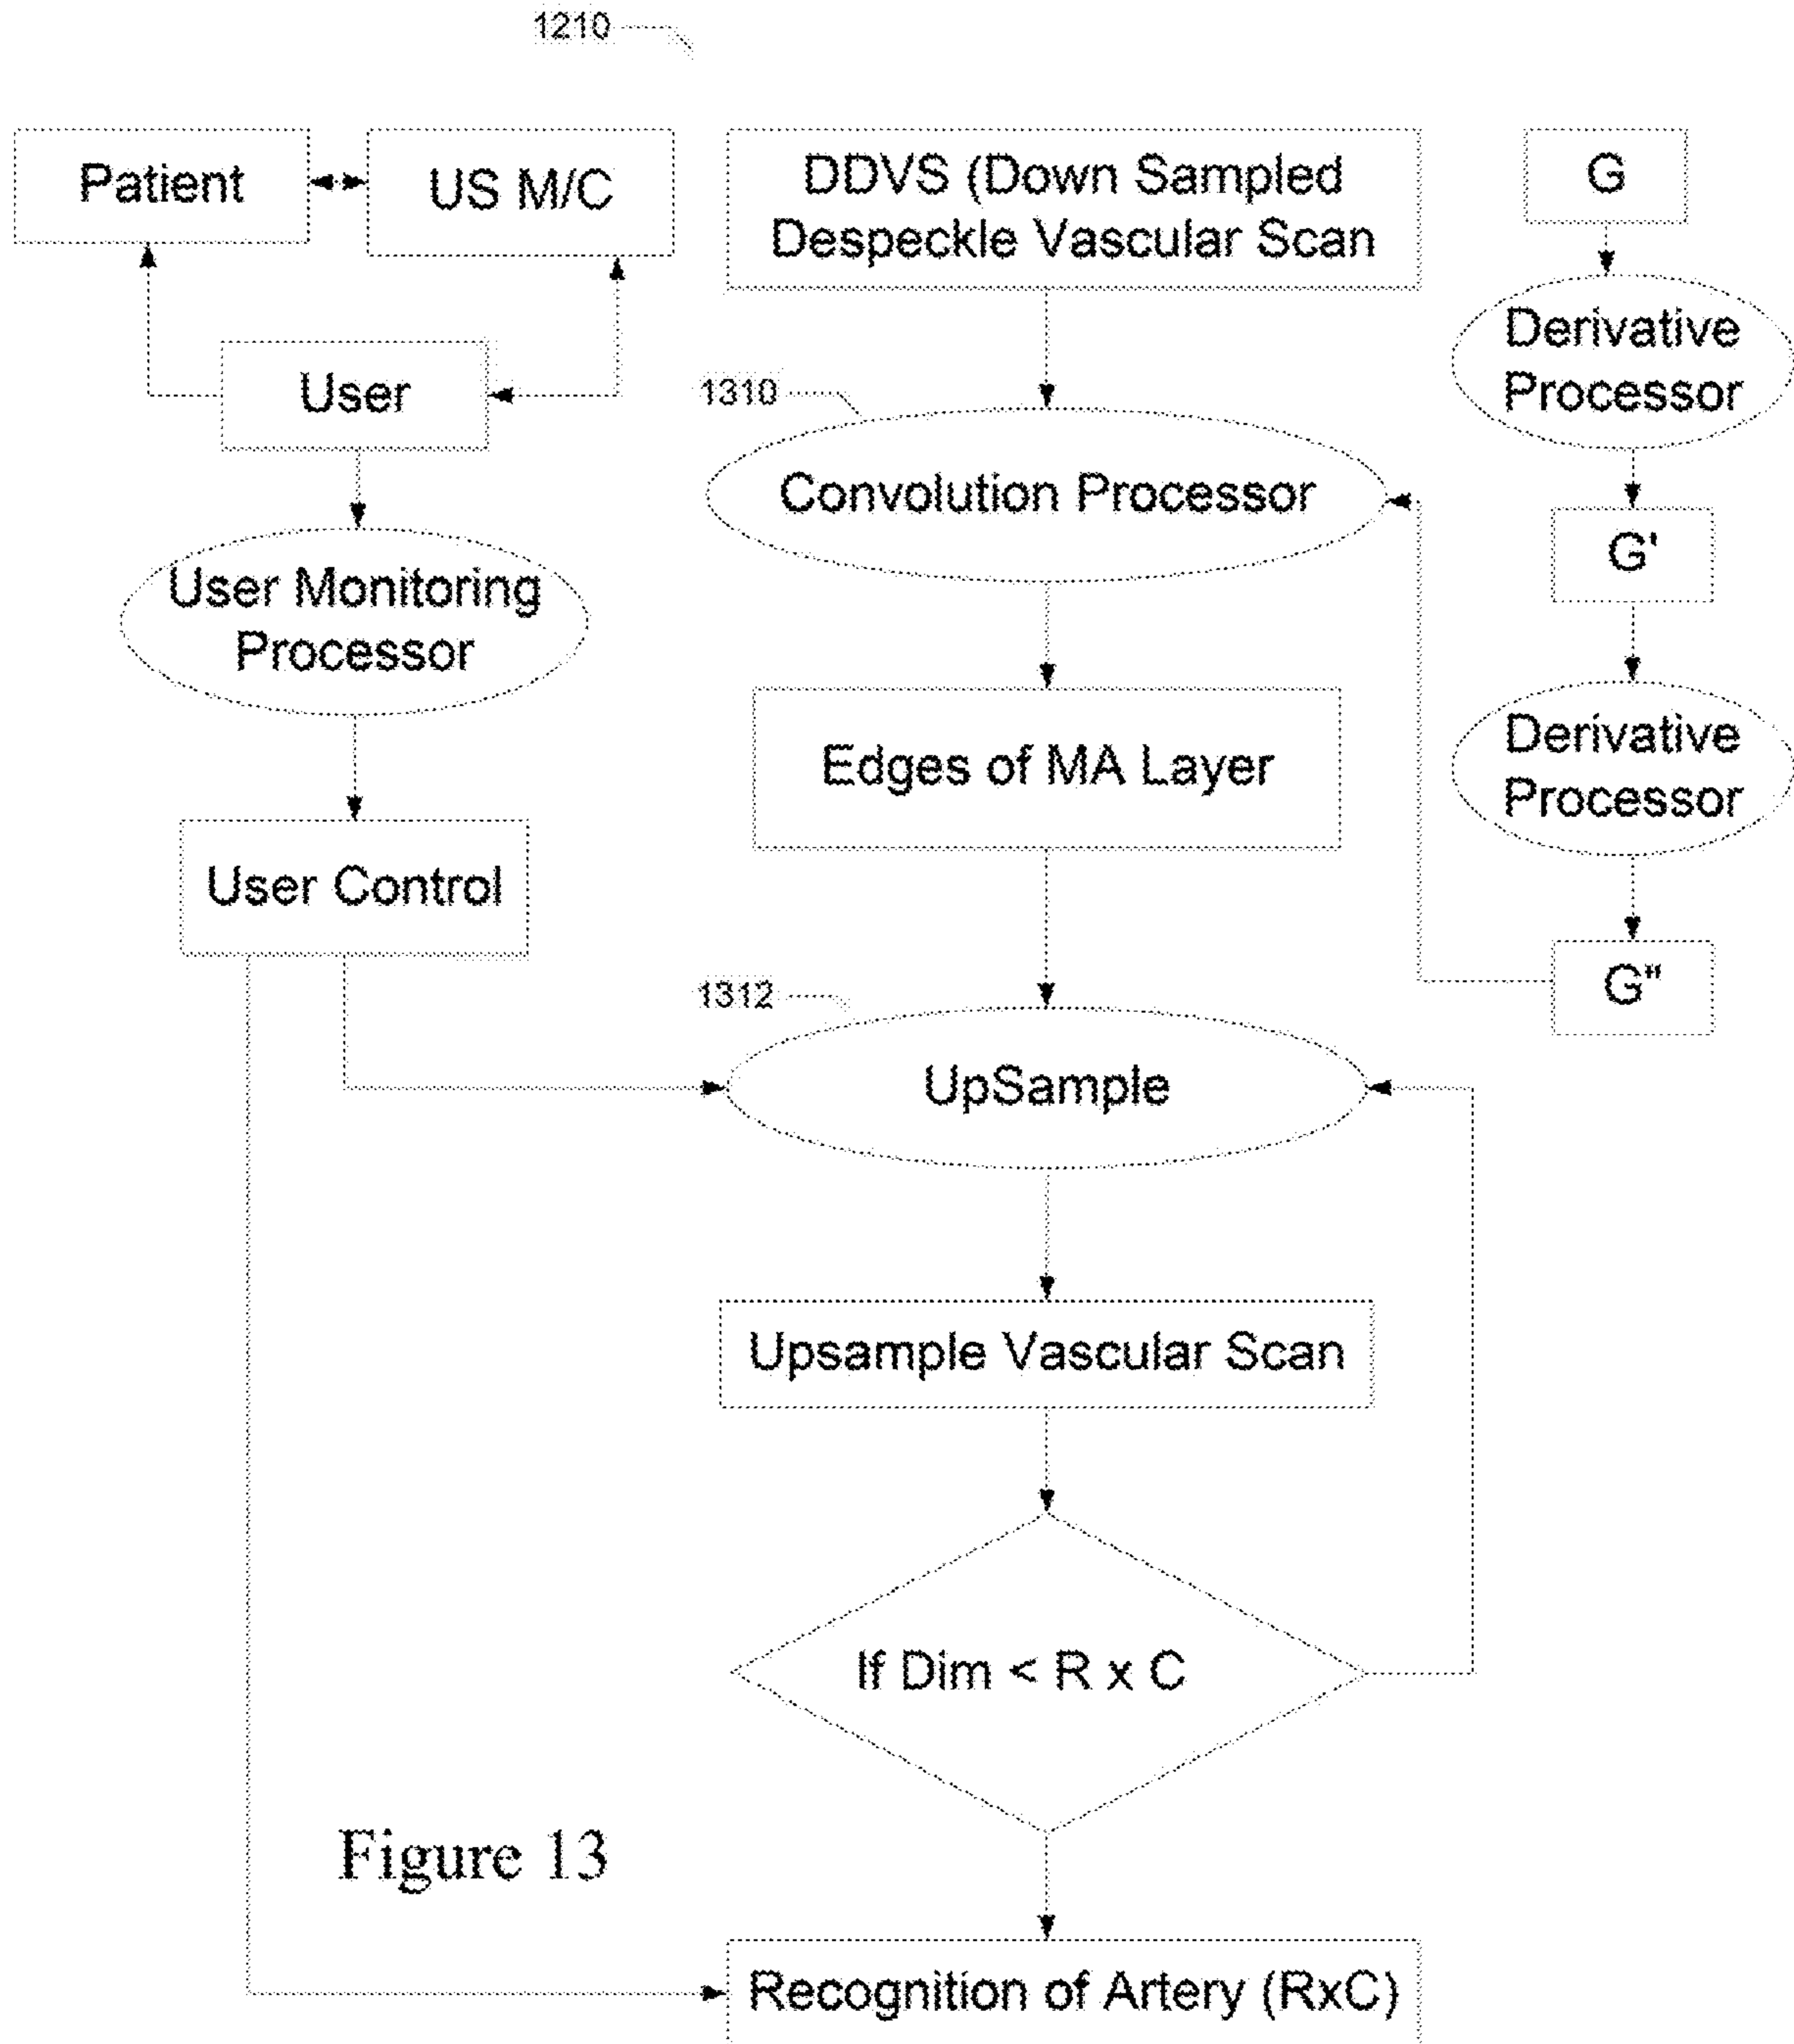 1210
Patient
US M/C
DDVS (Down Sampled
Despeckle Vascular Scan
G
Derivative
Processor
User
1310
Convolution Processor
G'
User Monitoring
Processor
Derivative
Processor
Edges of MA Layer
User Control
G"
1312
UpSample
Upsample Vascular Scan
If Dim < R x C
Figure 13
Recognition of Artery (RxC)